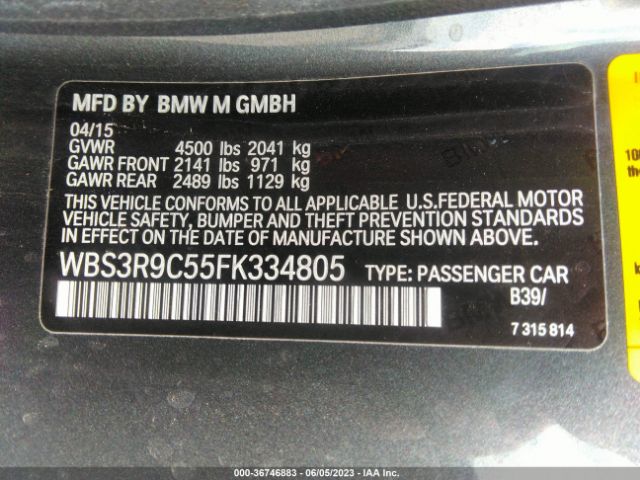 MFD BY BMW M GMBH
04/15
GVWR 4500 lbs 2041 kg
GAWR FRONT 2141 lbs 971 kg
GAWR REAR 2489 lbs 1129 kg
THIS VEHICLE CONFORMS TO ALL APPLICABLE U.S.FEDERAL MOTOR
VEHICLE SAFETY, BUMPER AND THEFT PREVENTION STANDARDS
IN EFFECT ON THE DATE OF MANUFACTURE SHOWN ABOVE.
WBS3R9C55FK334805 TYPE: PASSENGER CAR
B39/
7 315 814
000-36746883 / 06/05/2023 - IAA Inc.